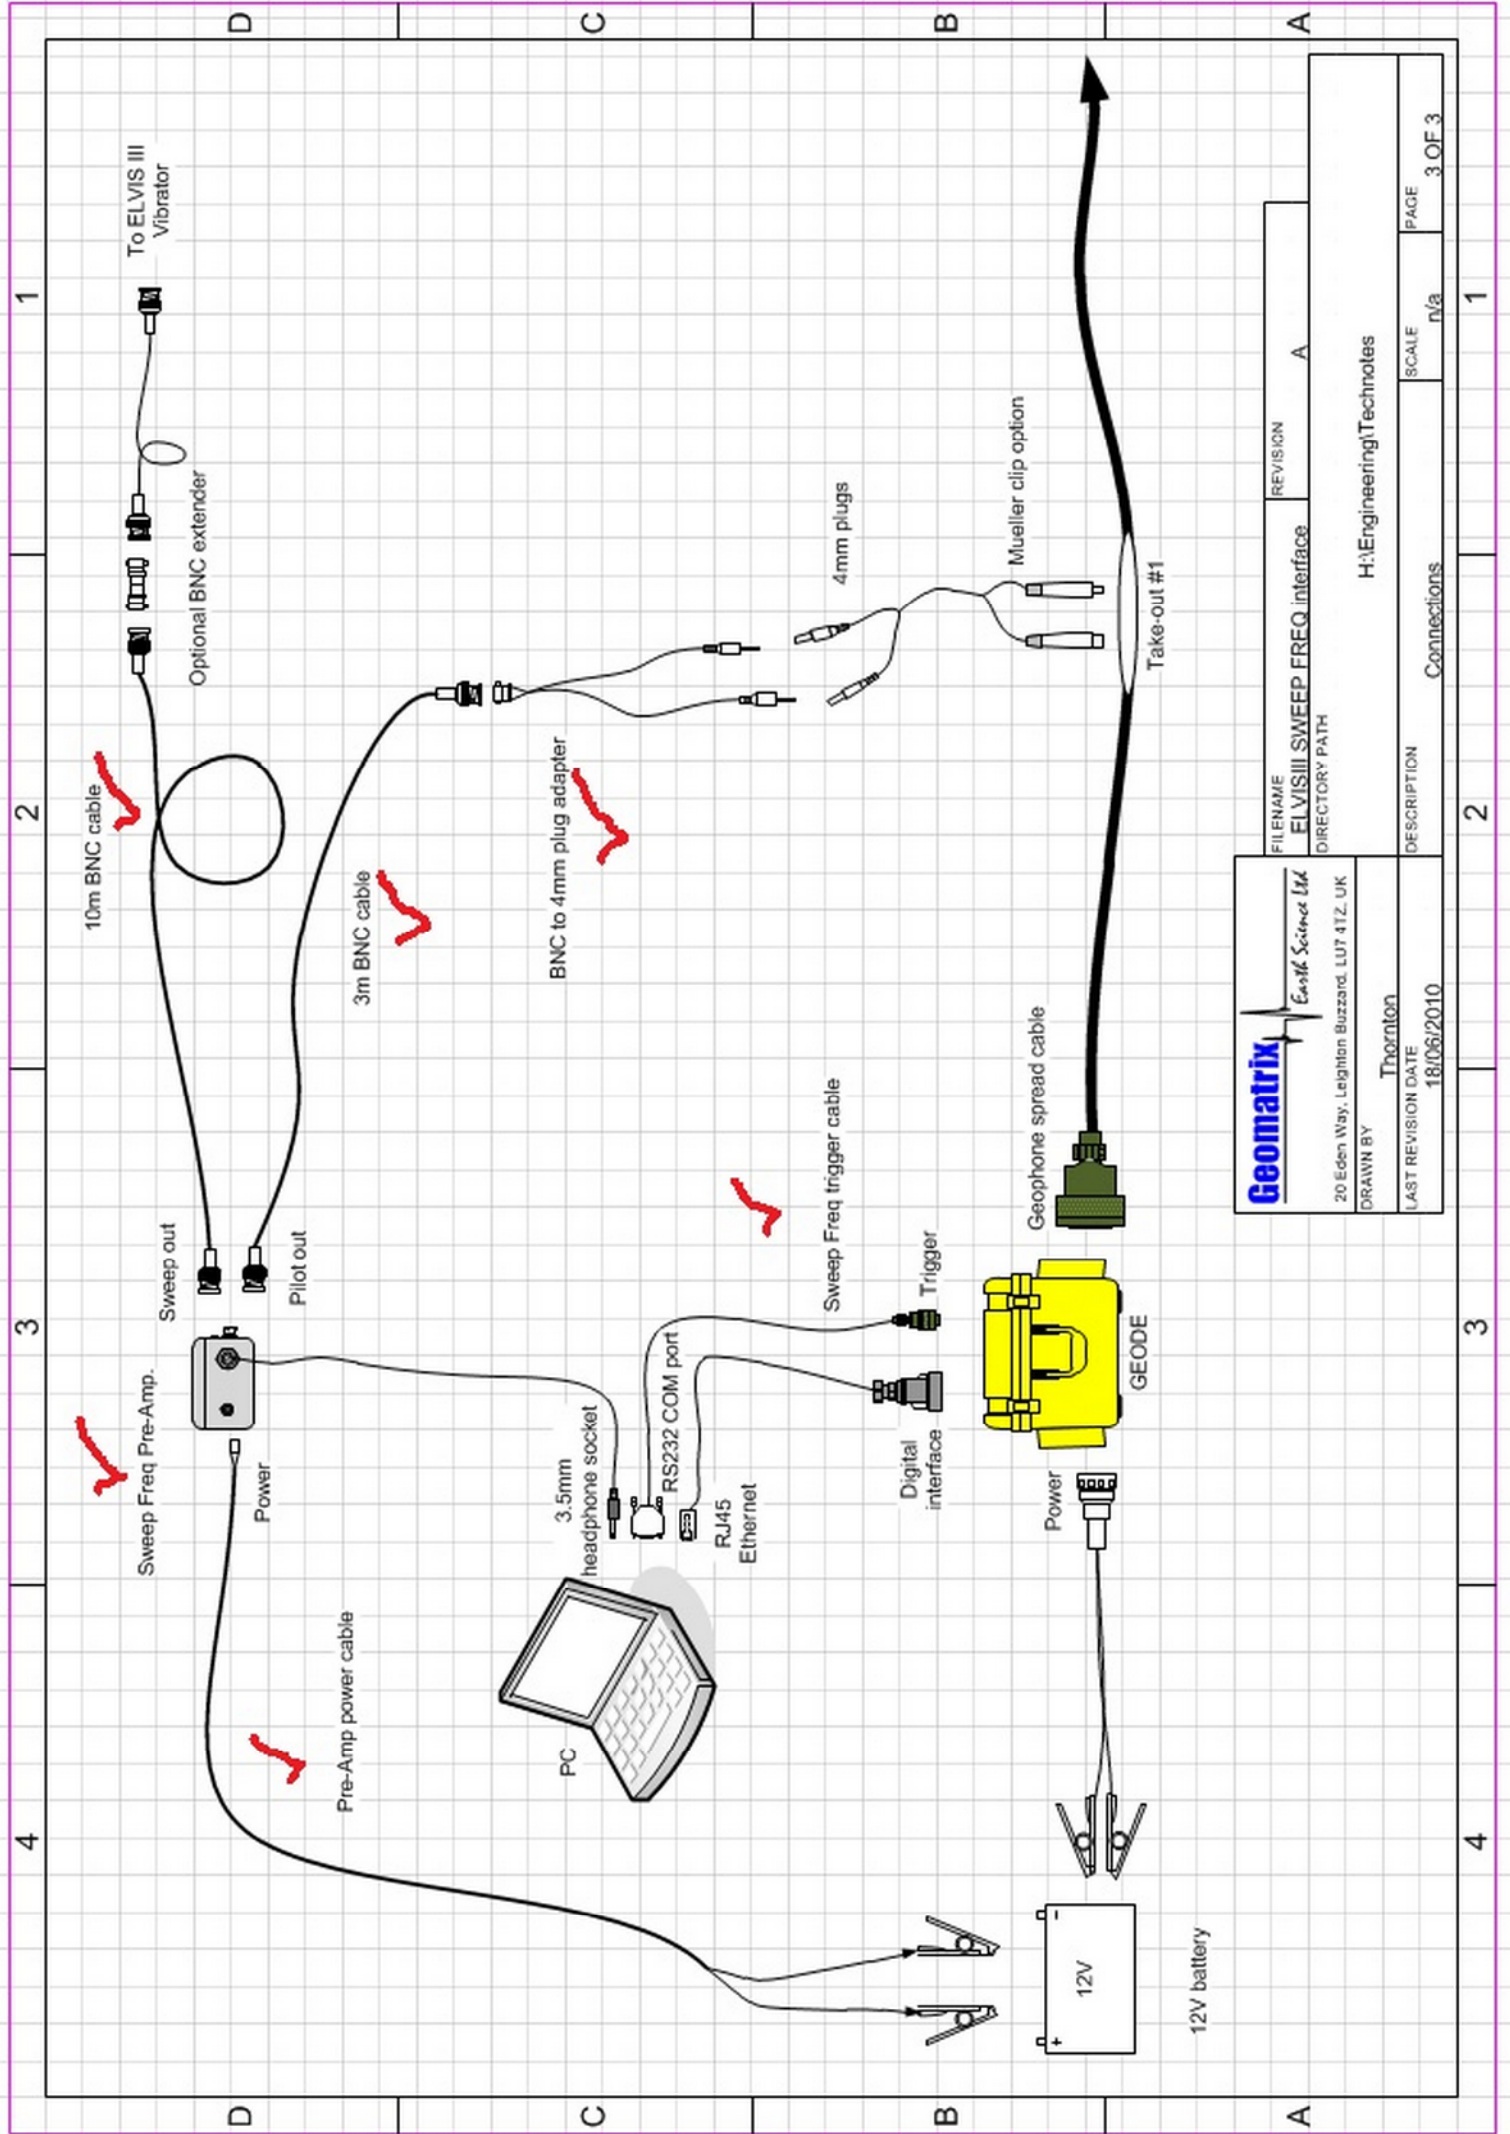 4
3
2
1
D
C
B
A
D
C
B
A
4
3
2
1
Sweep Freq Pre-Amp.
Power
Sweep out
Pilot out
10m BNC cable
Optional BNC extender
To ELVIS III
Vibrator
3m BNC cable
Pre-Amp power cable
PC
3.5mm
headphone socket
RS232 COM port
RJ45
Ethernet
BNC to 4mm plug adapter
4mm plugs
Mueller clip option
Sweep Freq trigger cable
Digital
interface
Trigger
Power
GEODE
Geophone spread cable
Take-out #1
12V
+
-
12V battery
Geomatrix
Earth Science Ltd
20 Eden Way, Leighton Buzzard, LU7 4TZ, UK
DRAWN BY
Thornton
LAST REVISION DATE
18/06/2010
FILENAME
ELVISIII SWEEP FREQ interface
REVISION
A
DIRECTORY PATH
H:\Engineering\Technotes
DESCRIPTION
Connections
SCALE
n/a
PAGE
3 OF 3